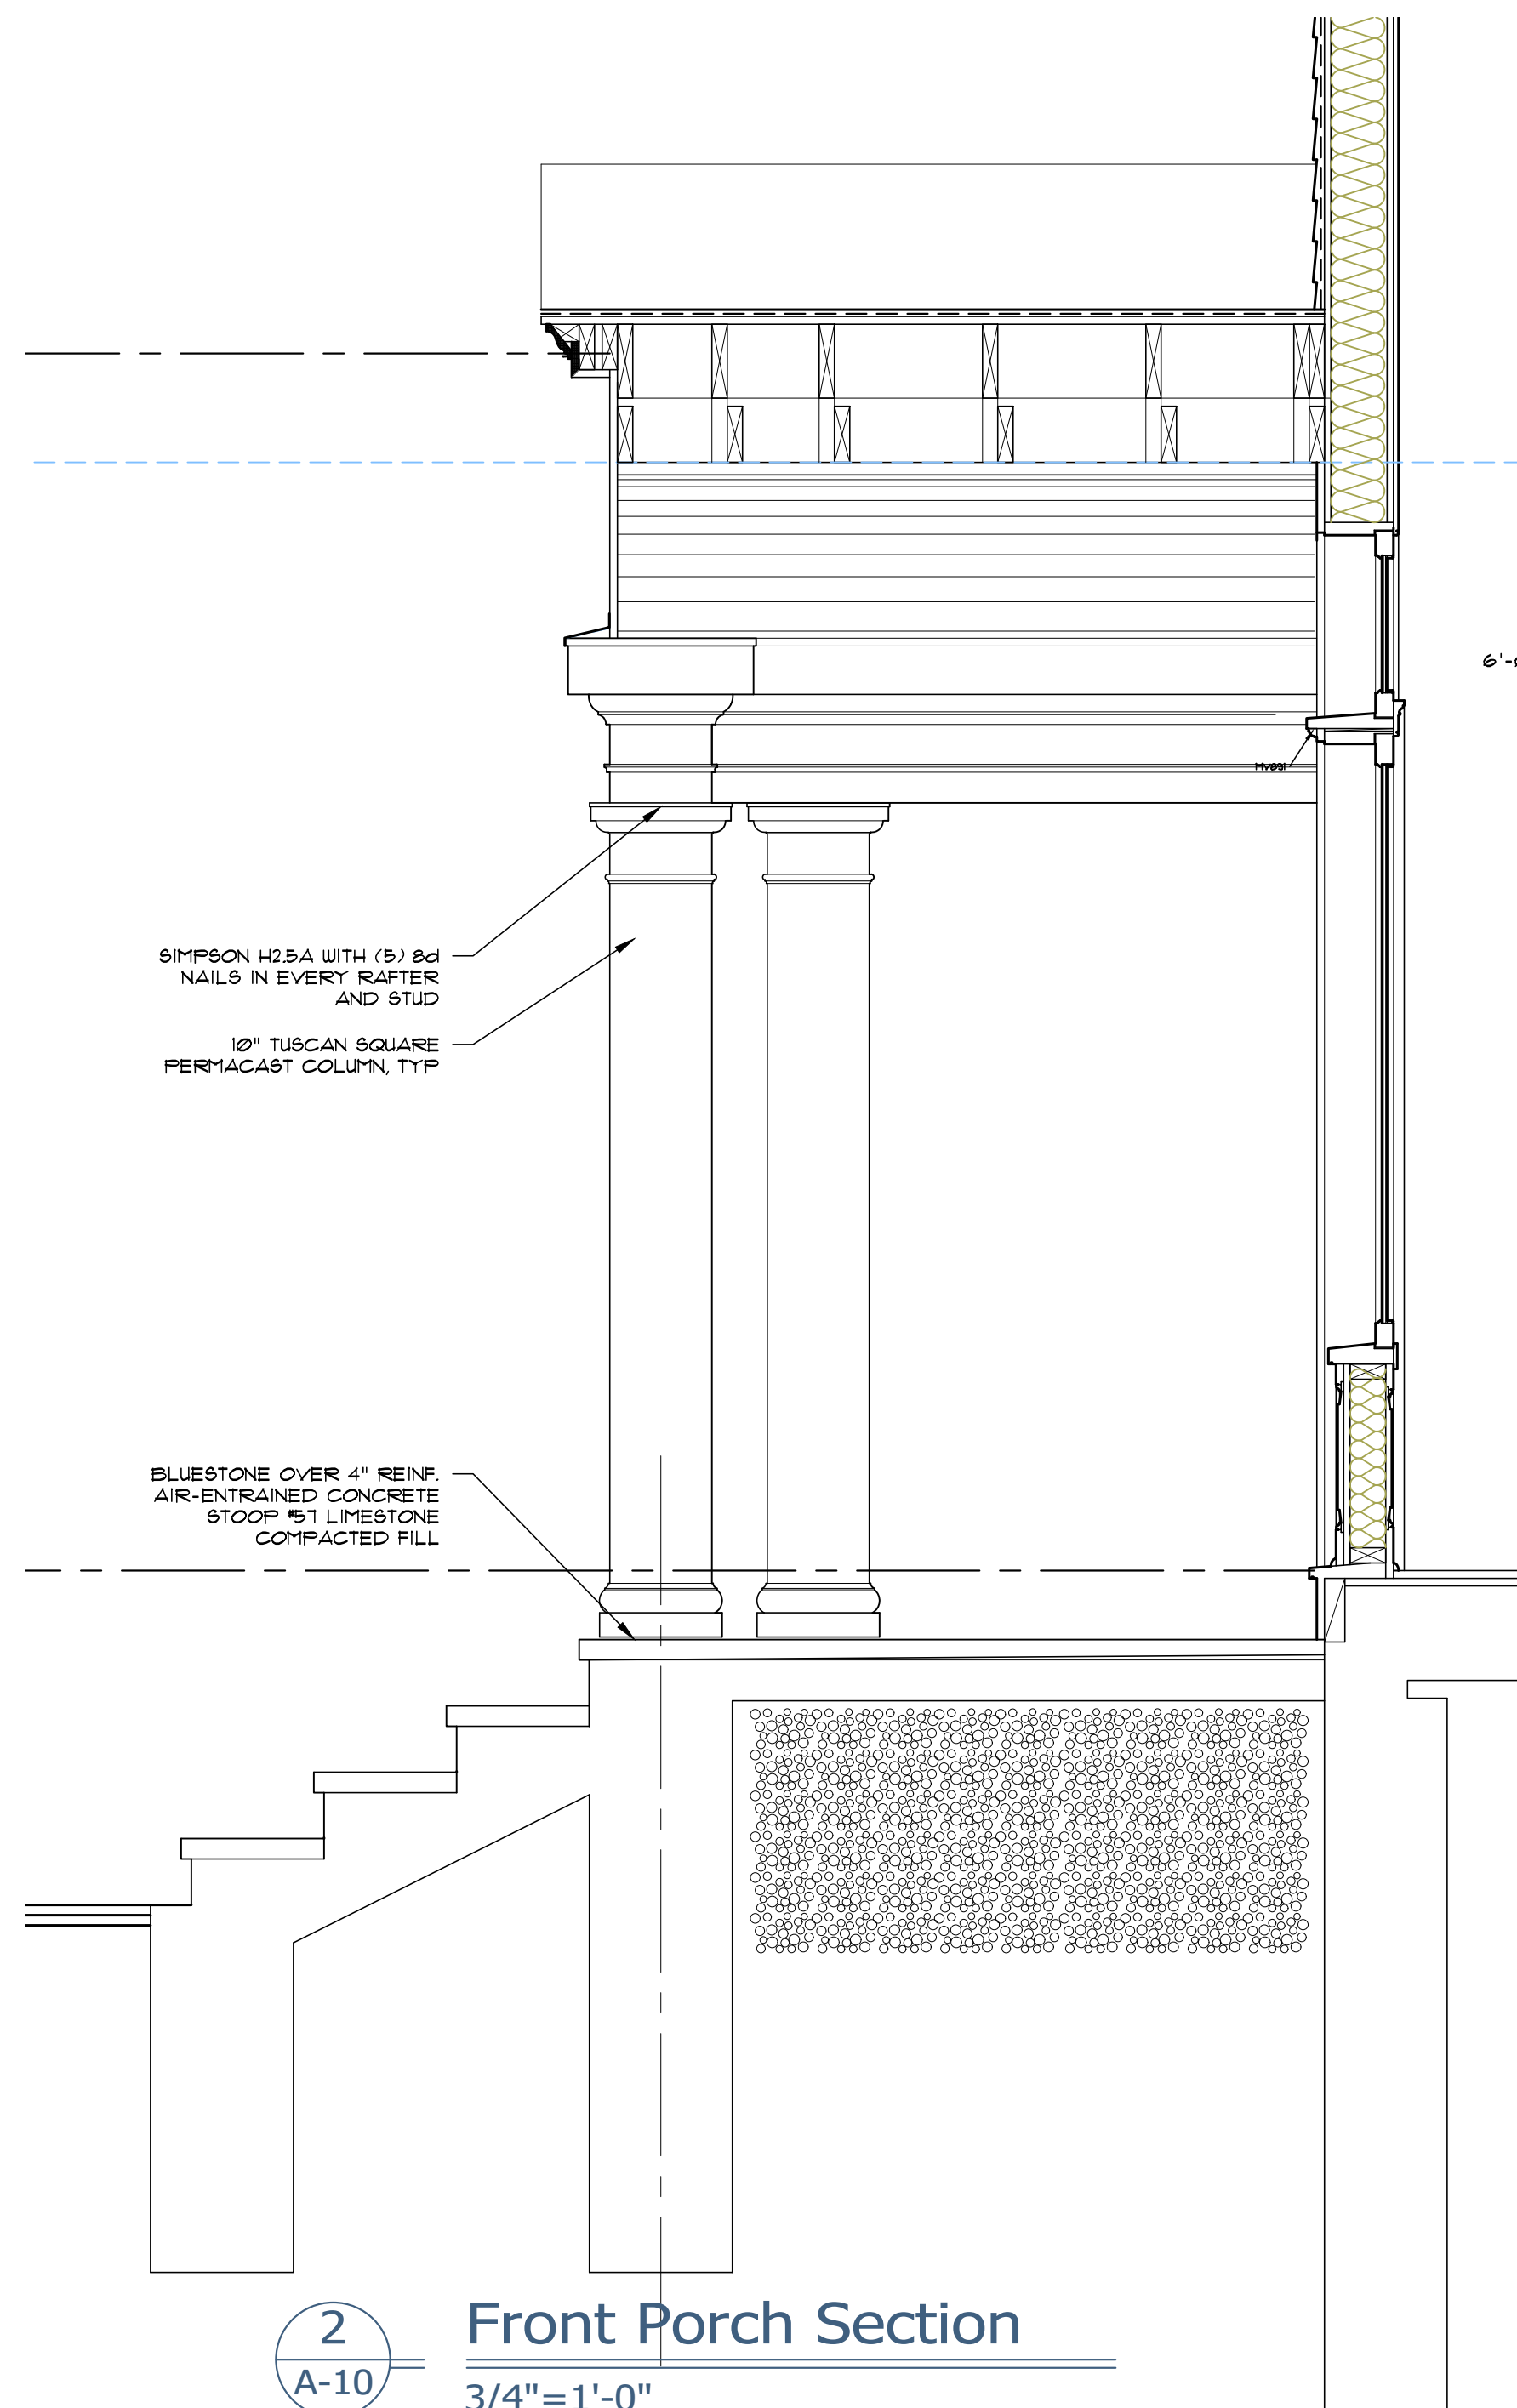 MV891
SIMPSON H2.5A WITH (5) 8d
NAILS IN EVERY RAFTER
AND STUD
10" TUSCAN SQUARE
PERMACAST COLUMN, TYP
BLUESTONE OVER 4" REINF.
AIR-ENTRAINED CONCRETE
STOOP #57 LIMESTONE
COMPACTED FILL
2
A-10
Front Porch Section
3/4"=1'-0"